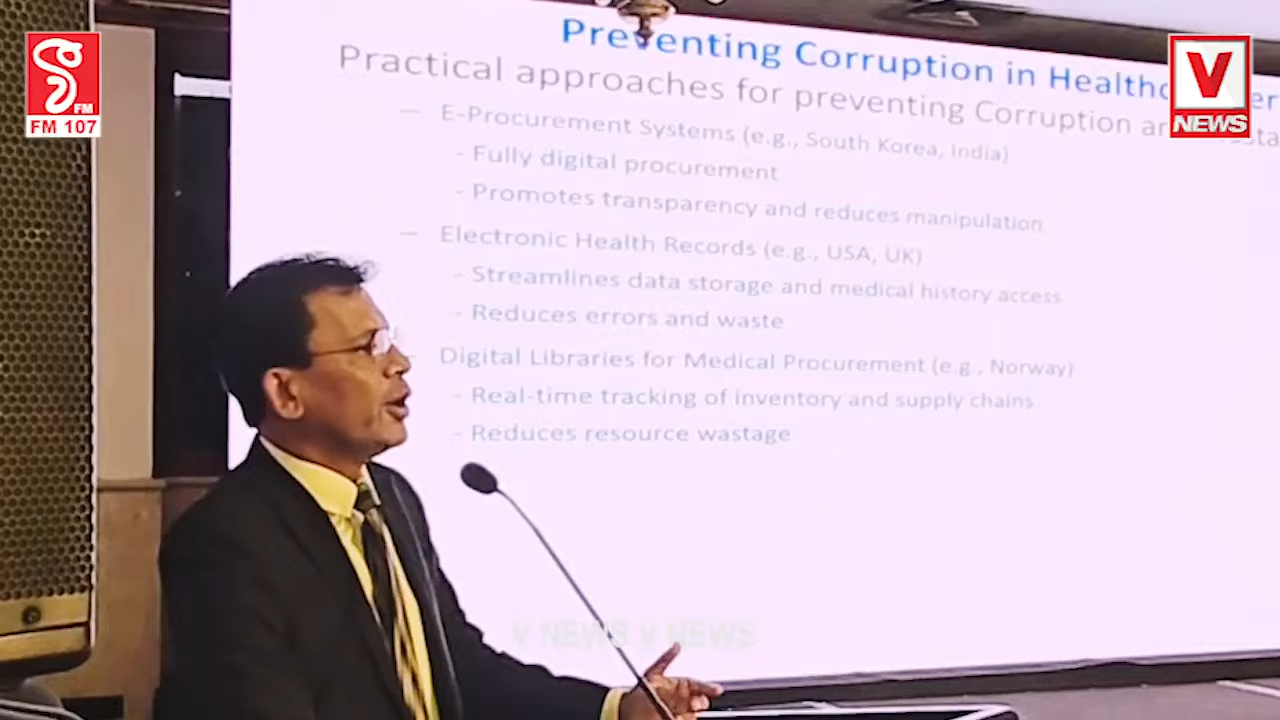 FM
FM 107
V
NEWS
Preventing Corruption in Healthc
Practical approaches for preventing Corruption
— E-Procurement Systems (e.g., South Korea, India)
- Fully digital procurement
- Promotes transparency and reduces manipulation
— Electronic Health Records (e.g., USA, UK)
- Streamlines data storage and medical history access
- Reduces errors and waste
Digital Libraries for Medical Procurement (e.g., Norway)
- Real-time tracking of inventory and supply chains
- Reduces resource wastage
V NEWS V NEWS